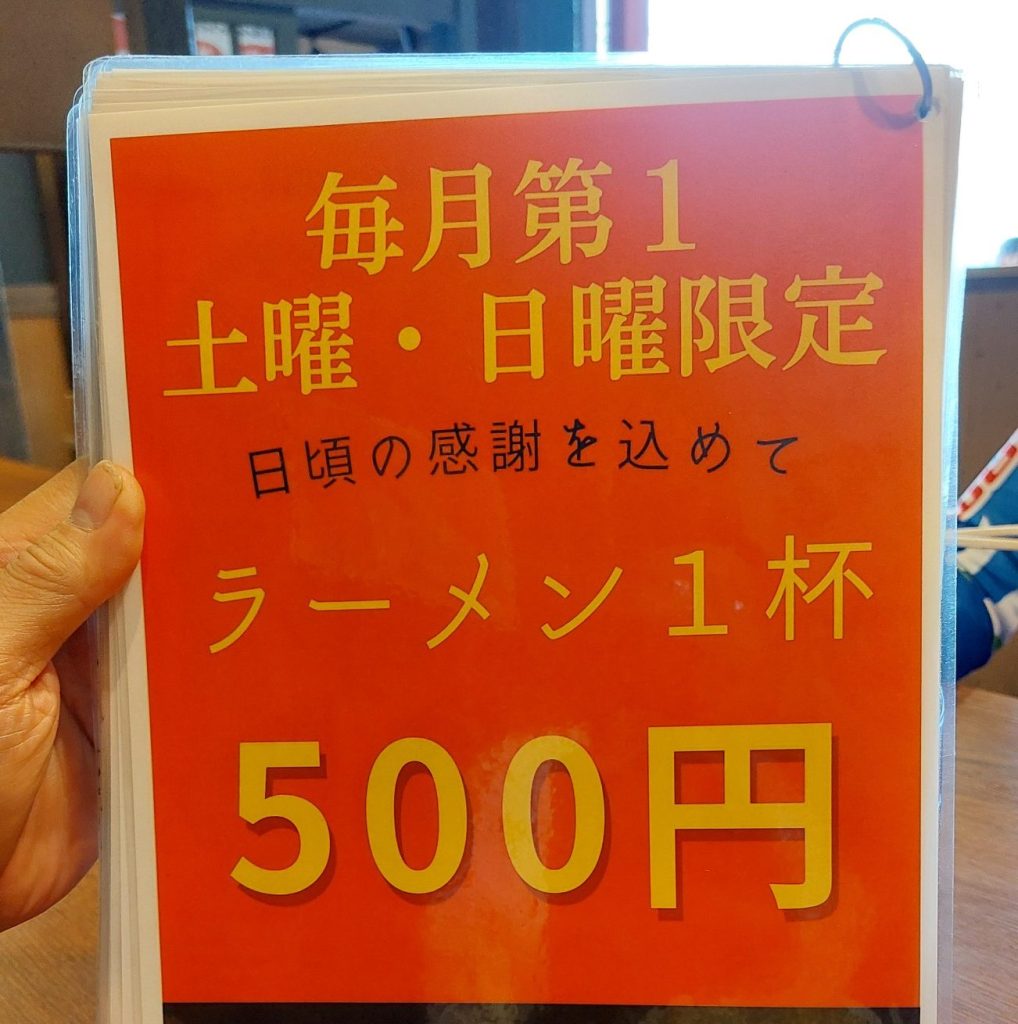 毎月第１
土曜・日曜限定
日頃の感謝を込めて
ラーメン１杯
500円